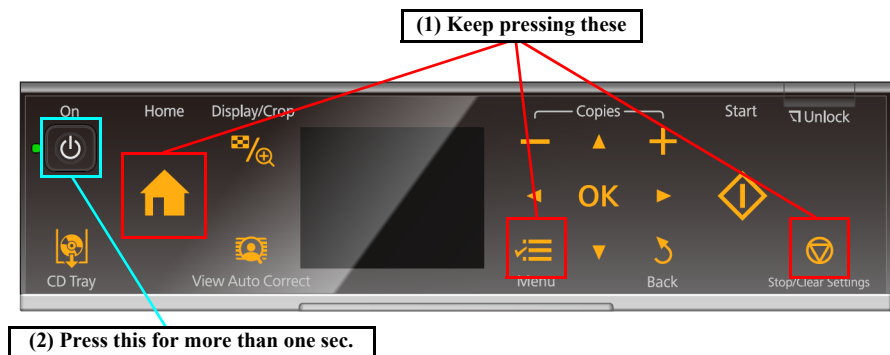 (1) Keep pressing these
On
Home
Display/Crop
Copies
Start
Unlock
OK
CD Tray
View Auto Correct
Menu
Back
Stop/Clear Settings
(2) Press this for more than one sec.